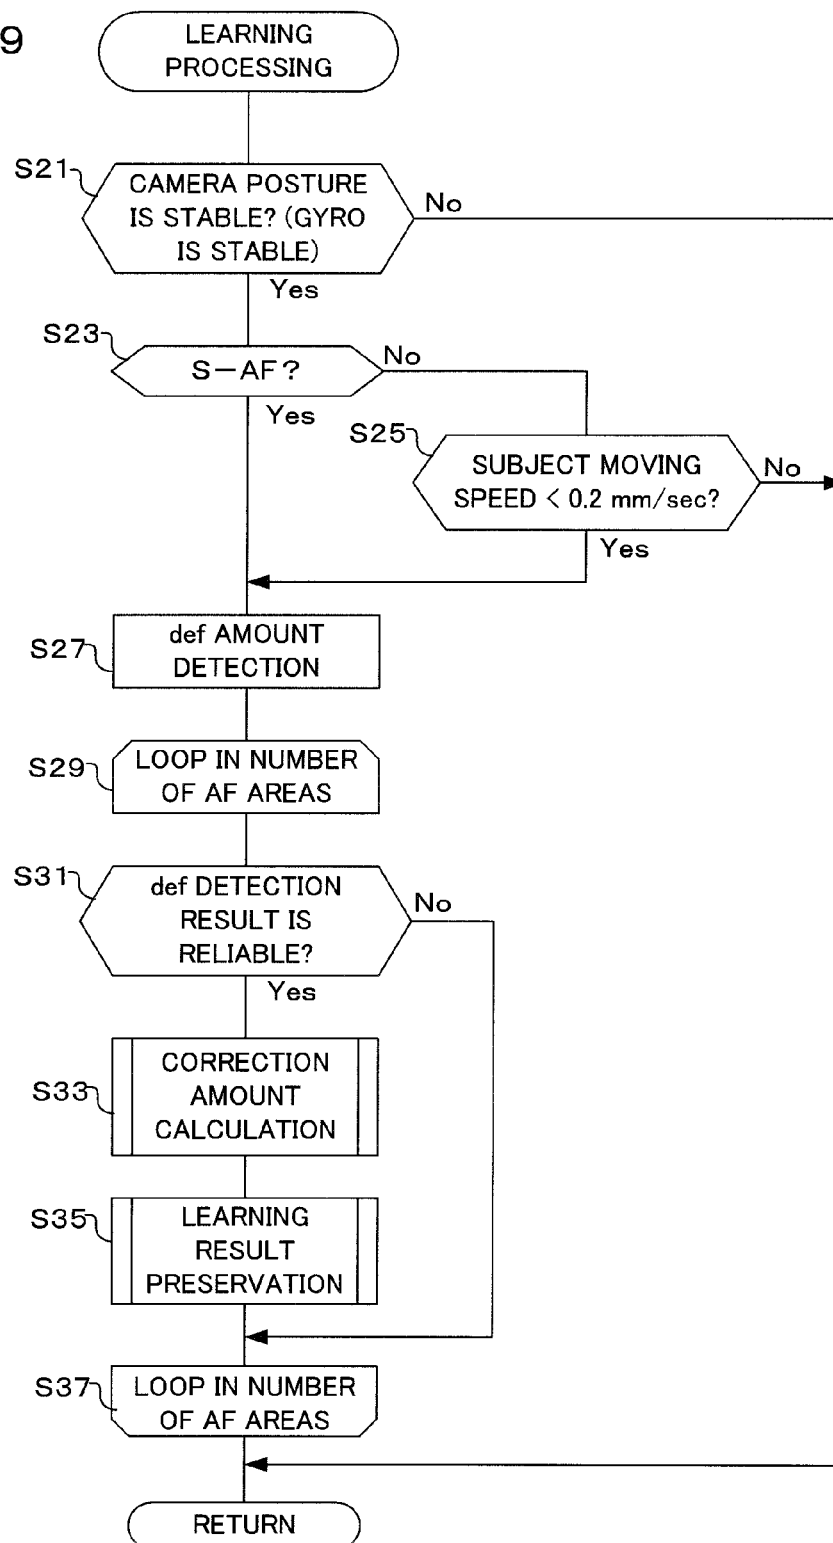 9
LEARNING
PROCESSING
S21
CAMERA POSTURE
IS STABLE? (GYRO
IS STABLE)
No
Yes
S23
S-AF?
No
Yes
S25
SUBJECT MOVING
SPEED < 0.2 mm/sec?
No
Yes
S27
def AMOUNT
DETECTION
S29
LOOP IN NUMBER
OF AF AREAS
S31
def DETECTION
RESULT IS
RELIABLE?
No
Yes
S33
CORRECTION
AMOUNT
CALCULATION
S35
LEARNING
RESULT
PRESERVATION
S37
LOOP IN NUMBER
OF AF AREAS
RETURN